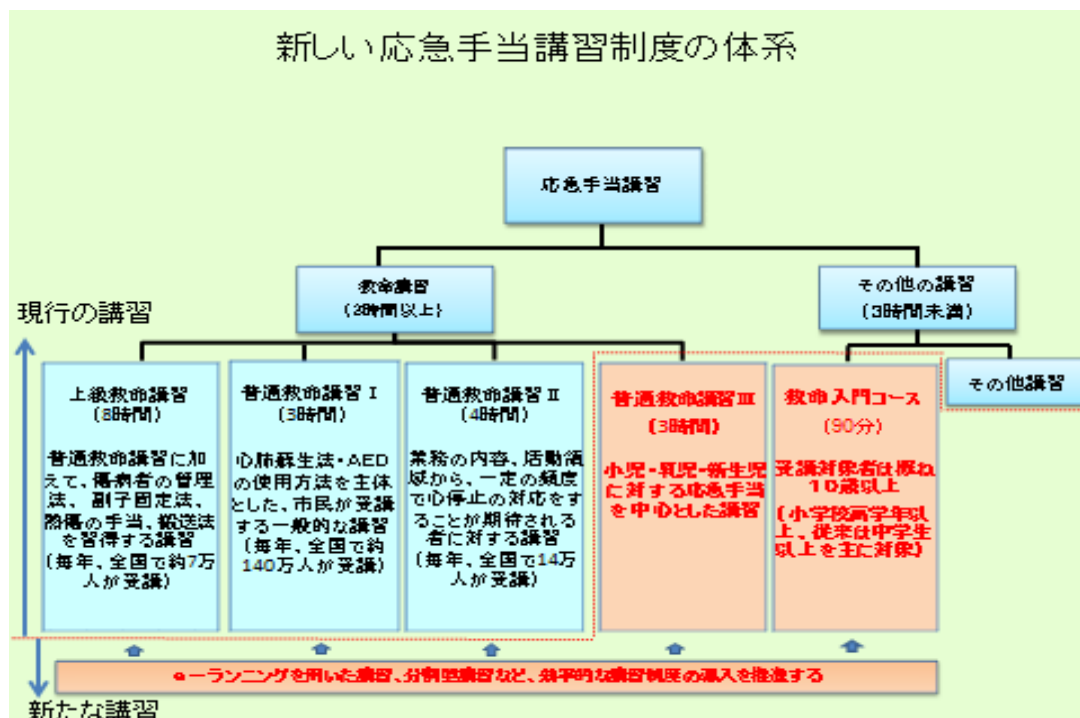 新しい応急手当講習制度の体系
応急手当講習
救命講習
(3時間以上)
その他の講習
(3時間未満)
現行の講習
上級救命講習
(8時間)
普通救命講習に加
えて、傷病者の管理
法、副子固定法、
熱傷の手当、搬送法
を習得する講習
(毎年、全国で約7万
人が受講)
普通救命講習Ⅰ
(3時間)
心肺蘇生法・AED
の使用方法を主体
とした、市民が受講
する一般的な講習
(毎年、全国で約
140万人が受講)
普通救命講習Ⅱ
(4時間)
業務の内容、活動領
域から、一定の頻度
で心停止の対応をす
ることが期待される
者に対する講習
(毎年、全国で14万
人が受講)
普通救命講習Ⅲ
(3時間)
小児・乳児・新生児
に対する応急手当
を中心とした講習
救命入門コース
(90分)
受講対象者は概ね
10歳以上
(小学校高学年以
上、従来は中学生
以上を主に対象)
その他講習
e-ランニングを用いた講習、分割型講習など、効率的な講習制度の導入を推進する
新たな講習